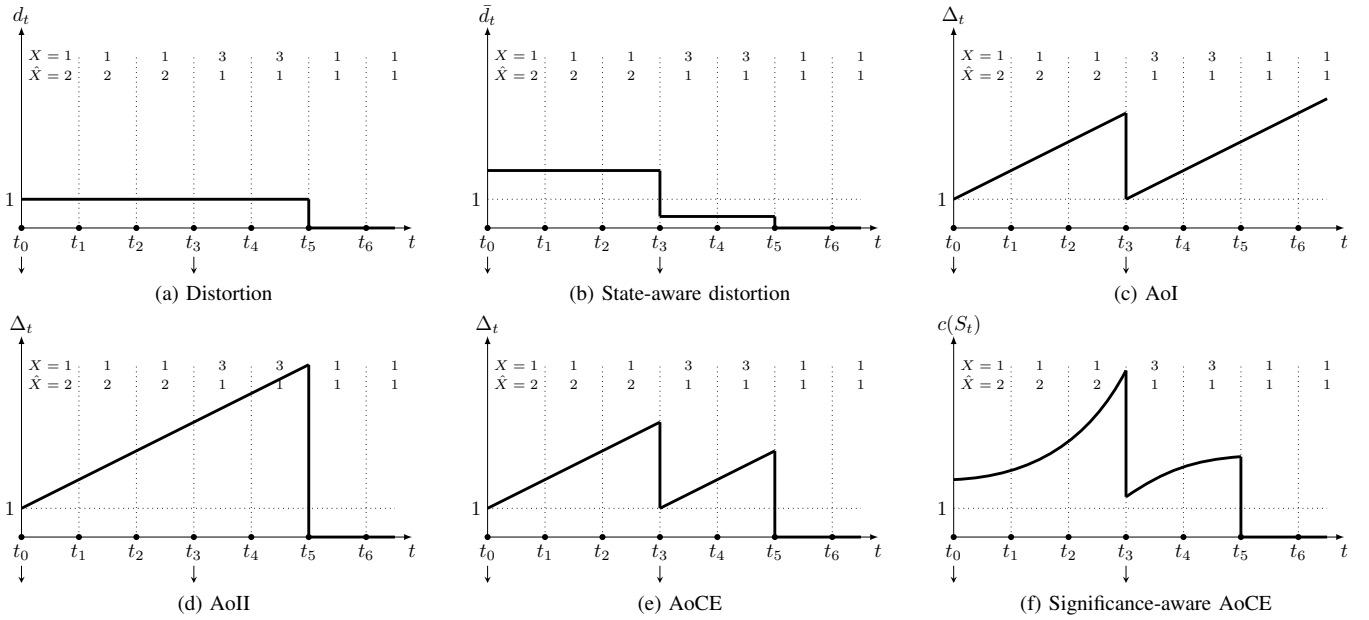 d_t
X = 1 1 1 3 3 1 1
X̂ = 2 2 2 1 1 1 1
1
t_0 t_1 t_2 t_3 t_4 t_5 t_6 t
(a) Distortion
d̄_t
X = 1 1 1 3 3 1 1
X̂ = 2 2 2 1 1 1 1
1
t_0 t_1 t_2 t_3 t_4 t_5 t_6 t
(b) State-aware distortion
Δ_t
X = 1 1 1 3 3 1 1
X̂ = 2 2 2 1 1 1 1
1
t_0 t_1 t_2 t_3 t_4 t_5 t_6 t
(c) AoI
Δ_t
X = 1 1 1 3 3 1 1
X̂ = 2 2 2 1 1 1 1
1
t_0 t_1 t_2 t_3 t_4 t_5 t_6 t
(d) AoII
Δ_t
X = 1 1 1 3 3 1 1
X̂ = 2 2 2 1 1 1 1
1
t_0 t_1 t_2 t_3 t_4 t_5 t_6 t
(e) AoCE
c(S_t)
X = 1 1 1 3 3 1 1
X̂ = 2 2 2 1 1 1 1
1
t_0 t_1 t_2 t_3 t_4 t_5 t_6 t
(f) Significance-aware AoCE